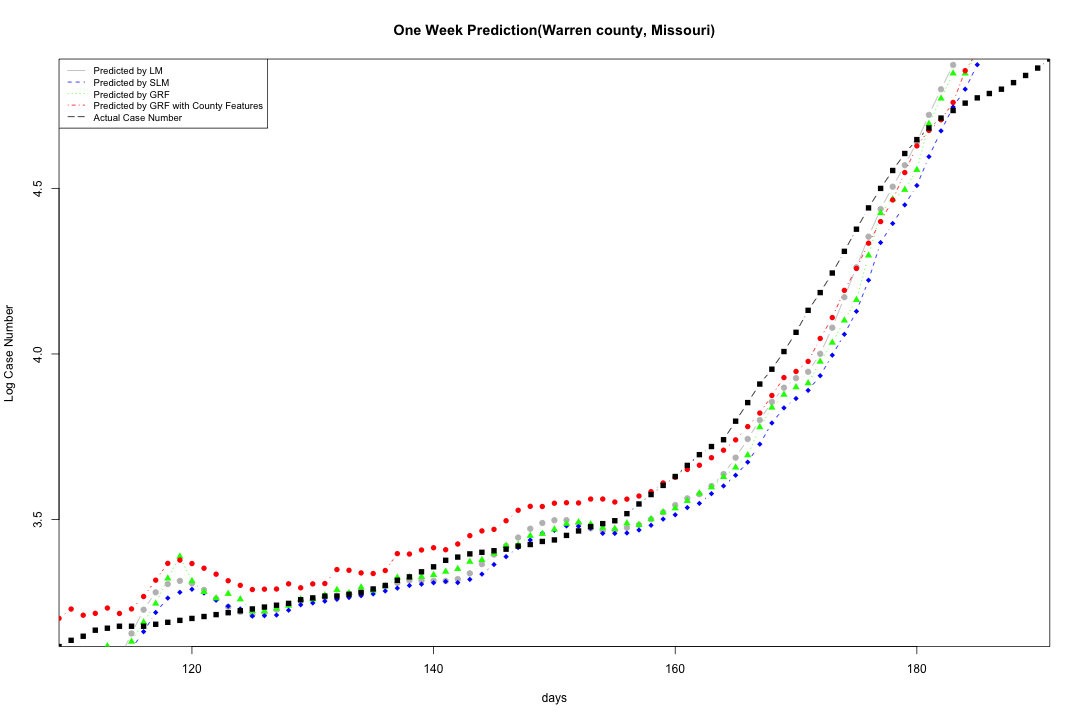 One Week Prediction(Warren county, Missouri)
Predicted by LM
Predicted by SLM
Predicted by GRF
Predicted by GRF with County Features
Actual Case Number
4.5
4.0
3.5
Log Case Number
120 140 160 180
days